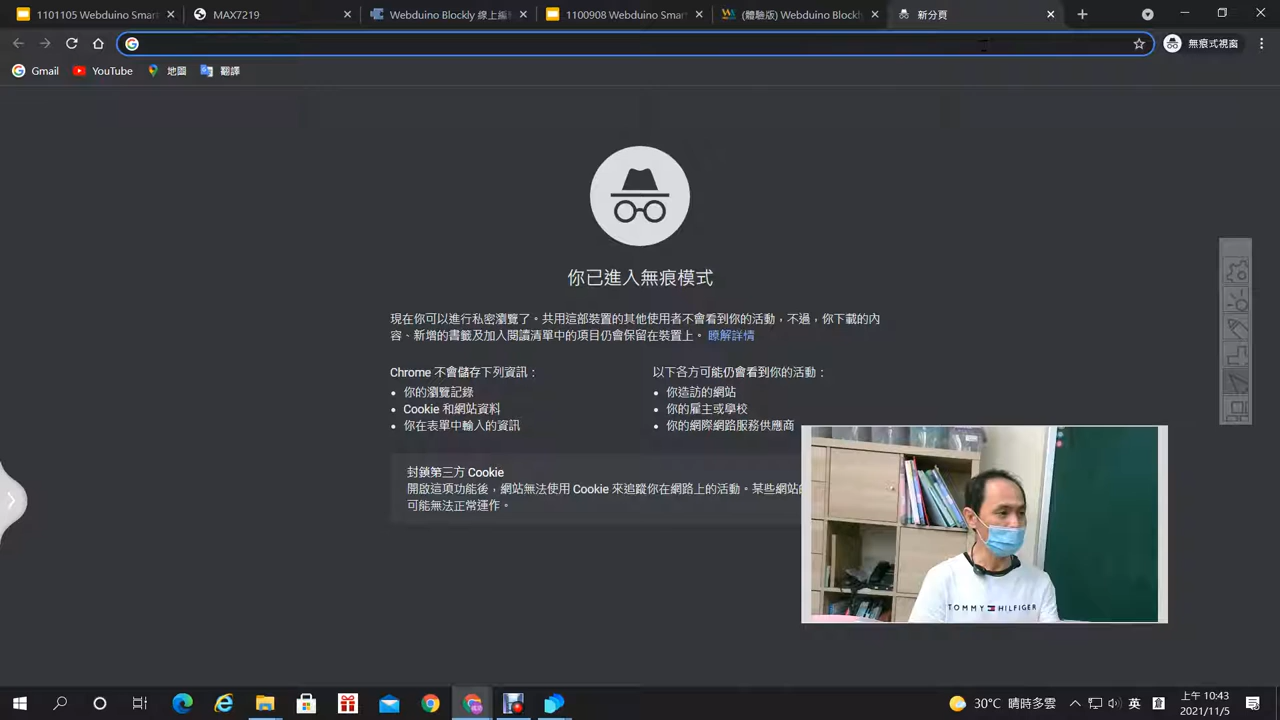 1101105 Webduino Smar
MAX7219
Webduino Blockly 線上編輯
1100908 Webduino Smar
(體驗版) Webduino Blockly
新分頁
無痕式視窗
Gmail
YouTube
地圖
翻譯
你已進入無痕模式
現在你可以進行私密瀏覽了。共用這部裝置的其他使用者不會看到你的活動，不過，你下載的內
容、新增的書籤及加入閱讀清單中的項目仍會保留在裝置上。 瞭解詳情
Chrome 不會儲存下列資訊：
• 你的瀏覽記錄
• Cookie 和網站資料
• 你在表單中輸入的資訊
以下各方可能仍會看到你的活動：
• 你造訪的網站
• 你的雇主或學校
• 你的網際網路服務供應商
封鎖第三方 Cookie
開啟這項功能後，網站無法使用 Cookie 來追蹤你在網路上的活動。某些網站的
可能無法正常運作。
TOMMY HILFIGER
30°C 晴時多雲
英
上午 10:43
2021/11/5